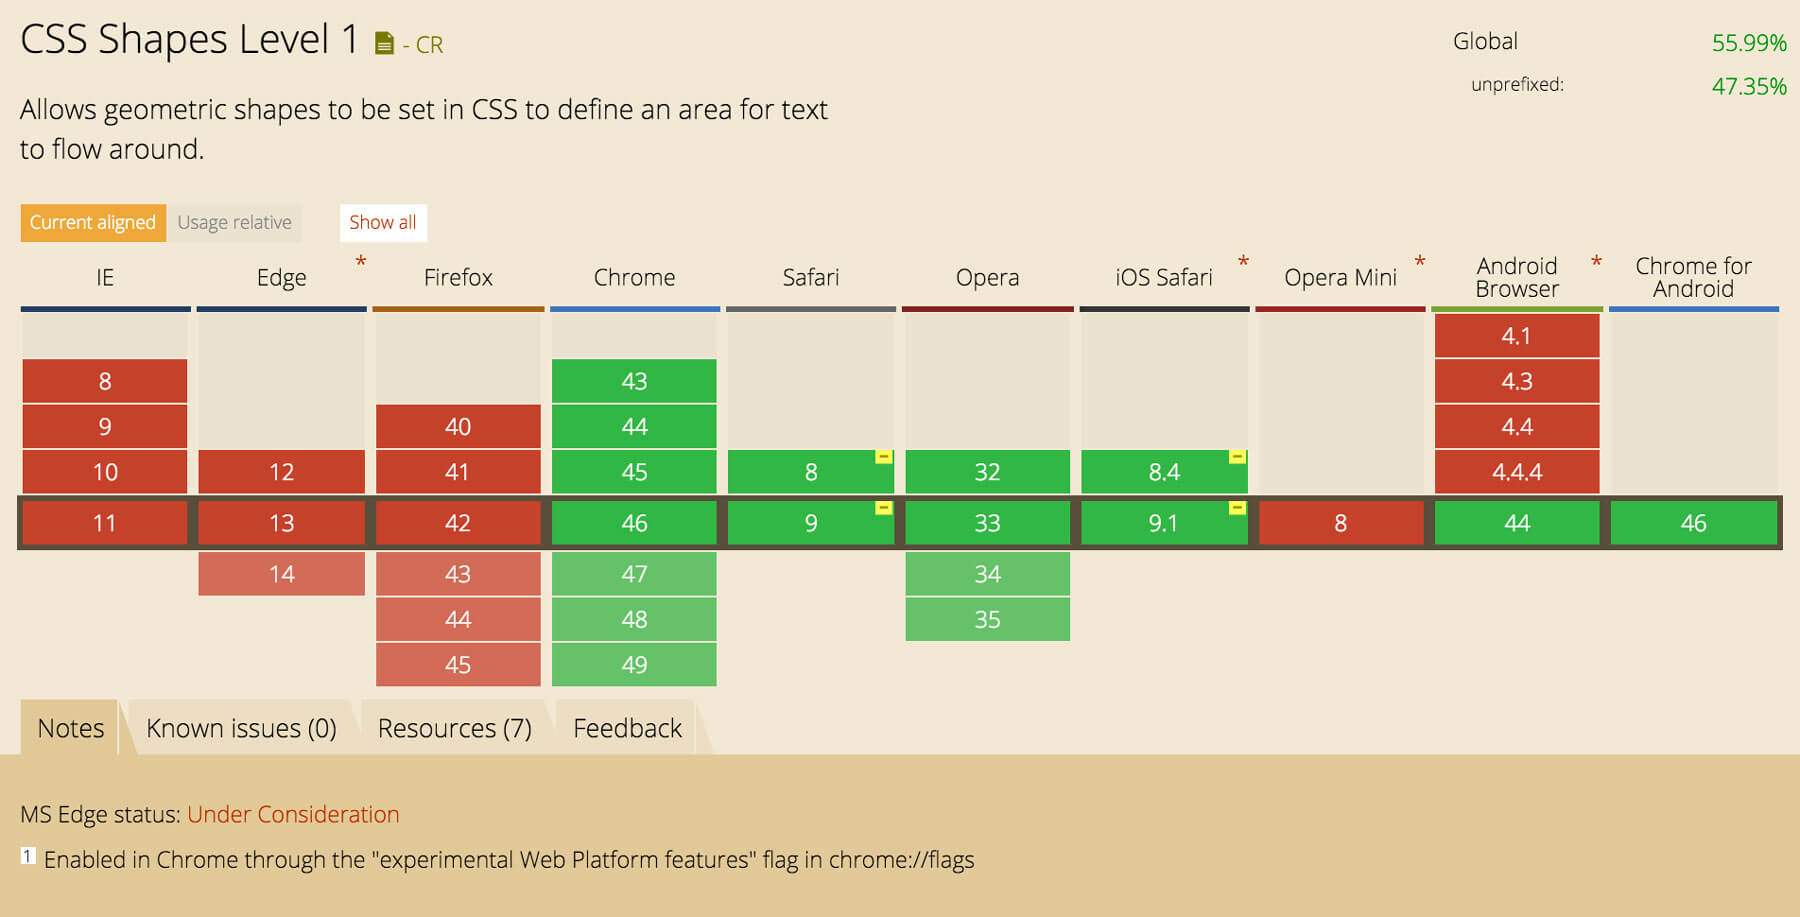 CSS Shapes Level 1 - CR
Global 55.99%
unprefixed: 47.35%
Allows geometric shapes to be set in CSS to define an area for text
to flow around.
Current aligned Usage relative Show all
IE Edge * Firefox Chrome Safari Opera iOS Safari * Opera Mini * Android Browser * Chrome for Android
4.1
8 43 4.3
9 40 44 4.4
10 12 41 45 8 - 32 8.4 - 4.4.4
11 13 42 46 9 - 33 9.1 - 8 44 46
14 43 47 34
44 48 35
45 49
Notes Known issues (0) Resources (7) Feedback
MS Edge status: Under Consideration
1 Enabled in Chrome through the "experimental Web Platform features" flag in chrome://flags